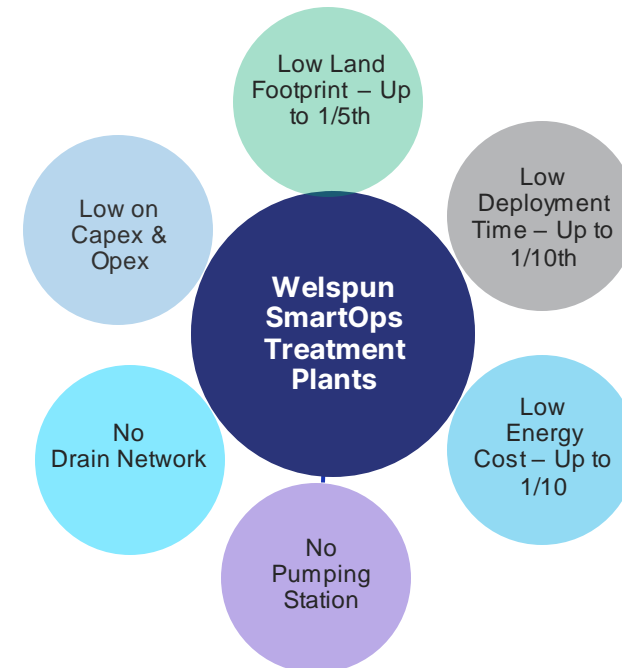 Low Land
Footprint – Up
to 1/5th
Low
Deployment
Time – Up to
1/10th
Low on
Capex &
Opex
Welspun
SmartOps
Treatment
Plants
Low
Energy
Cost – Up to
1/10
No
Drain Network
No
Pumping
Station